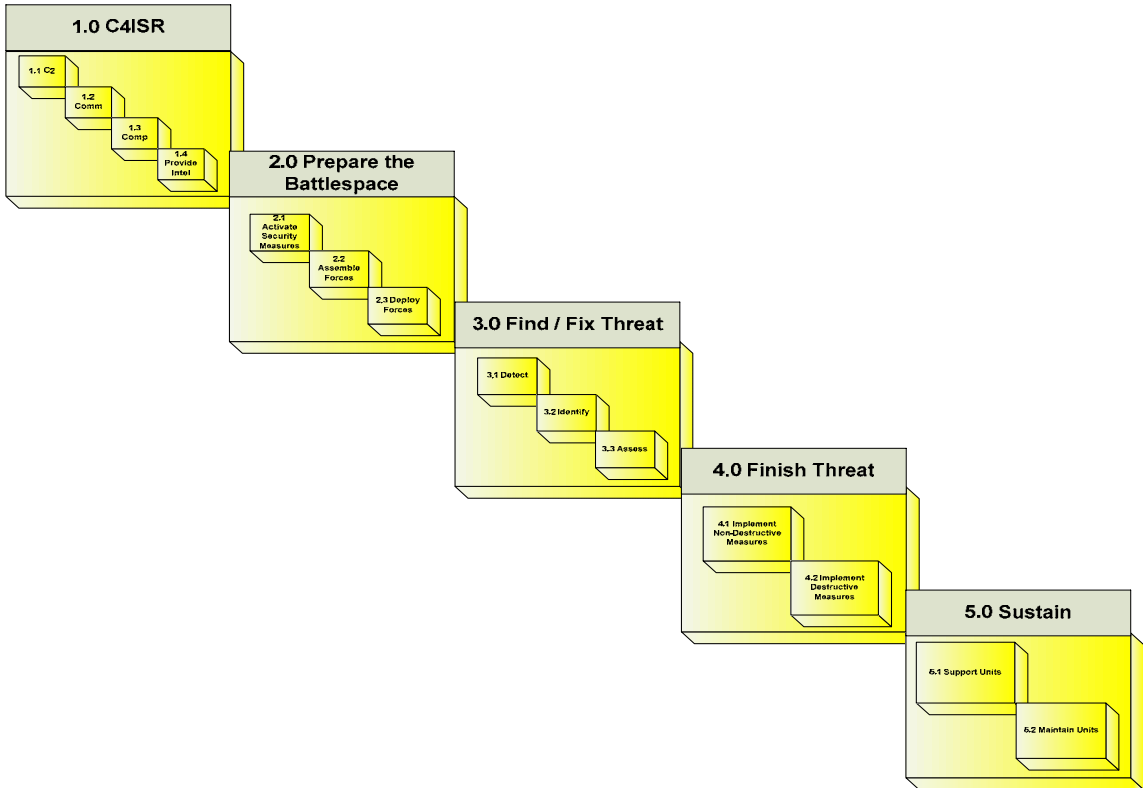 1.0 C4ISR
1.1 C2
1.2
Comm
1.3
Comp
1.4
Provide
Intel
2.0 Prepare the
Battlespace
2.1
Activate
Security
Measures
2.2
Assemble
Forces
2.3 Deploy
Forces
3.0 Find / Fix Threat
3.1 Detect
3.2 Identify
3.3 Assess
4.0 Finish Threat
4.1 Implement
Non-Destructive
Measures
4.2 Implement
Destructive
Measures
5.0 Sustain
5.1 Support Units
5.2 Maintain Units